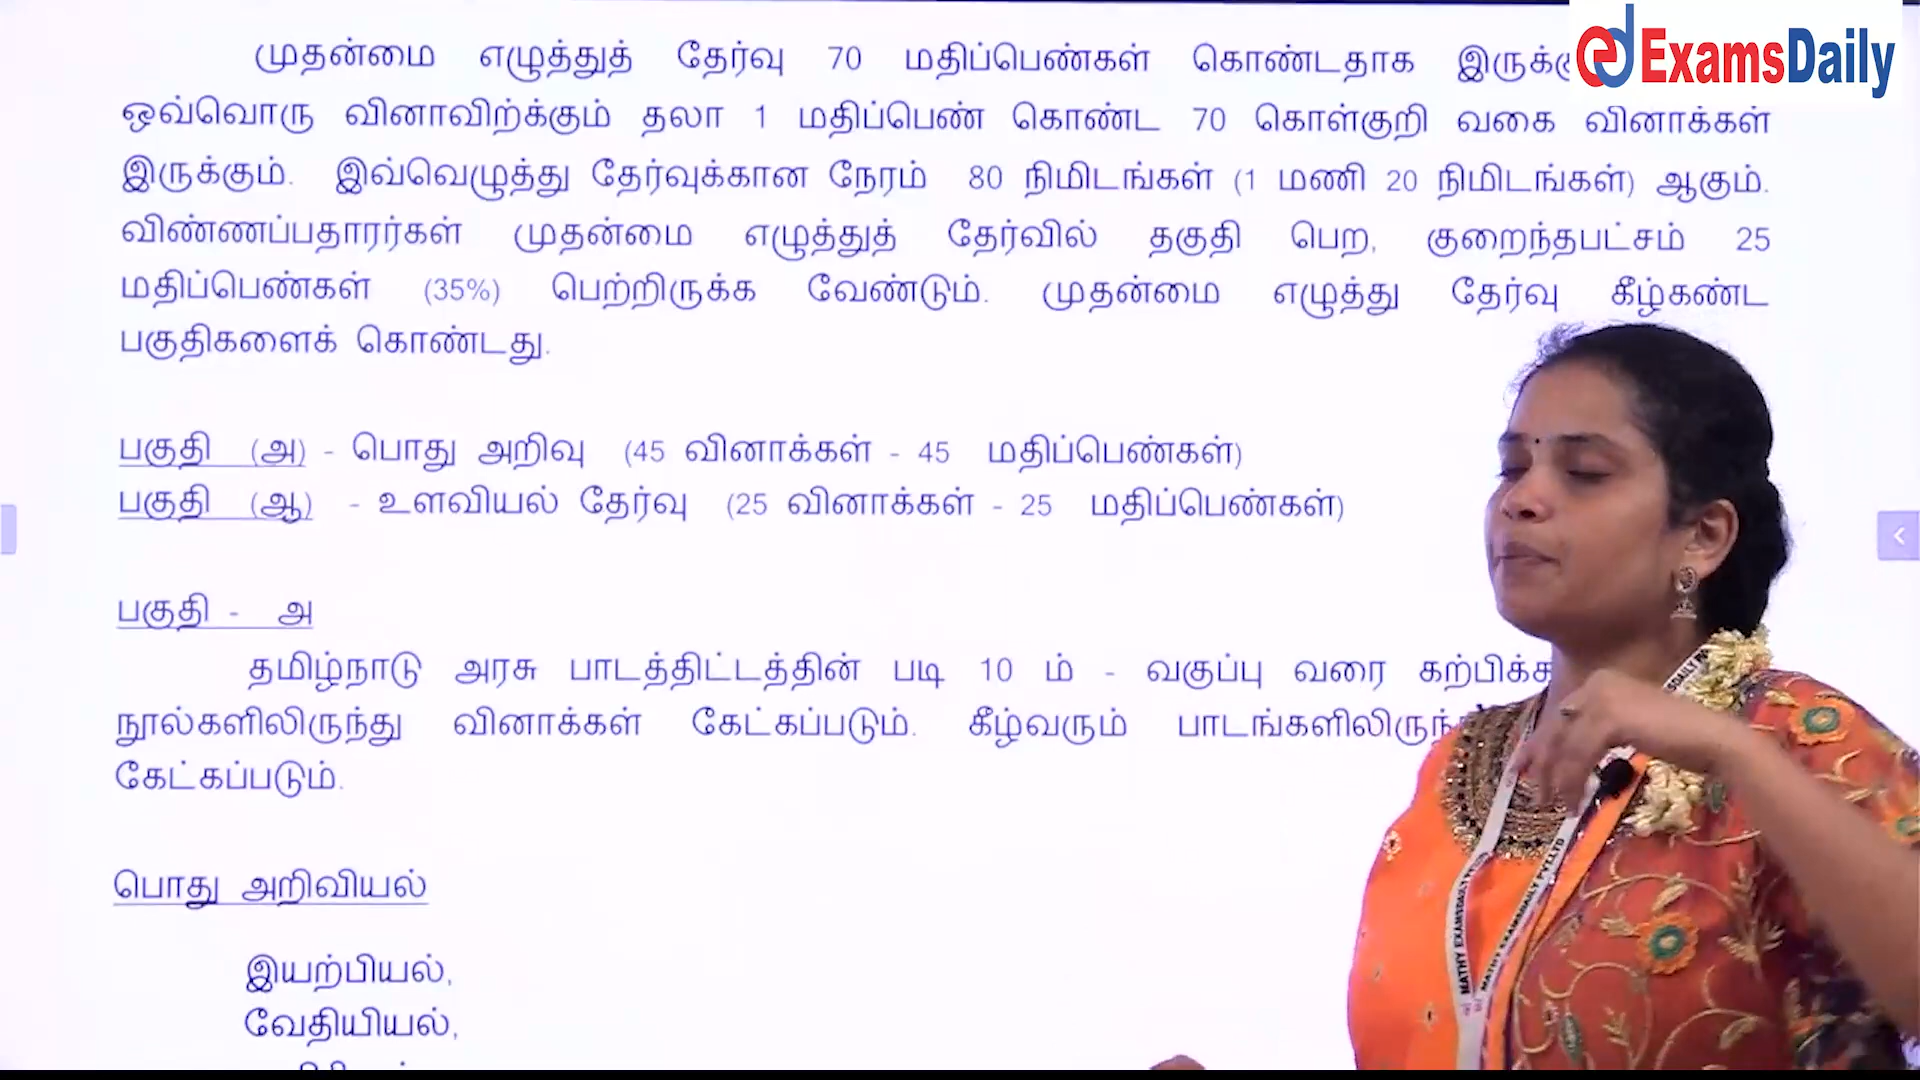 ExamsDaily
முதன்மை எழுத்துத் தேர்வு 70 மதிப்பெண்கள் கொண்டதாக
ஒவ்வொரு வினாவிற்க்கும் தலா 1 மதிப்பெண் கொண்ட 70 கொள்குறி வகை வினாக்கள்
இருக்கும். இவ்வெழுத்து தேர்வுக்கான நேரம் 80 நிமிடங்கள் (1 மணி 20 நிமிடங்கள்) ஆகும்.
விண்ணப்பதாரர்கள் முதன்மை எழுத்துத் தேர்வில் தகுதி பெற, குறைந்தபட்சம் 25
மதிப்பெண்கள் (35%) பெற்றிருக்க வேண்டும். முதன்மை எழுத்து தேர்வு கீழ்கண்ட
பகுதிகளைக் கொண்டது.
பகுதி (அ) - பொது அறிவு (45 வினாக்கள் - 45 மதிப்பெண்கள்)
பகுதி (ஆ) - உளவியல் தேர்வு (25 வினாக்கள் - 25 மதிப்பெண்கள்)
பகுதி - அ
தமிழ்நாடு அரசு பாடத்திட்டத்தின் படி 10 ம் - வகுப்பு வரை
நூல்களிலிருந்து வினாக்கள் கேட்கப்படும். கீழ்வரும்
கேட்கப்படும்.
பொது அறிவியல்
இயற்பியல்,
வேதியியல்,